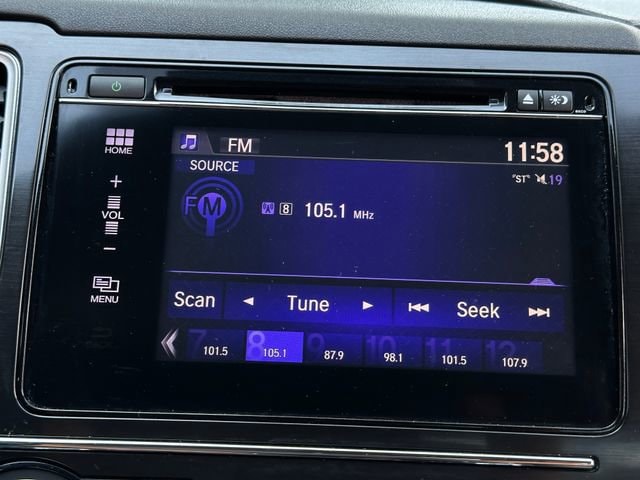 HOME
FM
11:58
SOURCE
"ST" 19
+
VOL
−
FM
8 105.1 MHz
MENU
Scan Tune Seek
7 8 9 10 11 12
101.5 105.1 87.9 98.1 101.5 107.9